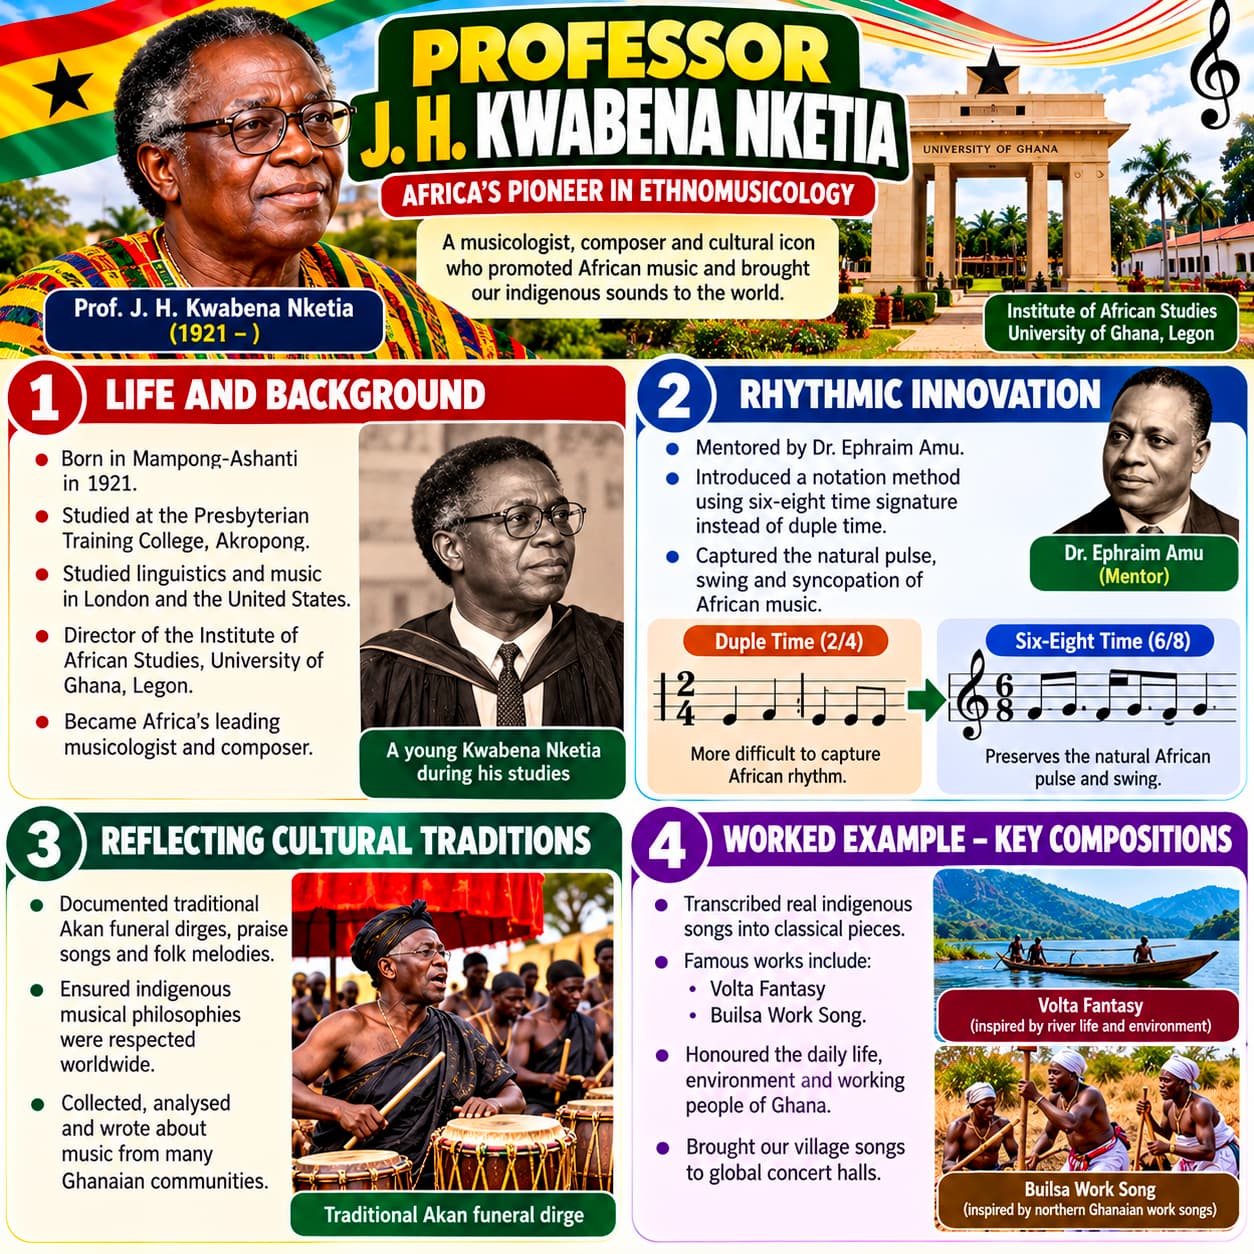 PROFESSOR
J. H. KWABENA NKETIA
AFRICA'S PIONEER IN ETHNOMUSICOLOGY
A musicologist, composer and cultural icon
who promoted African music and brought
our indigenous sounds to the world.
Prof. J. H. Kwabena Nketia
(1921 – )
UNIVERSITY OF GHANA
Institute of African Studies
University of Ghana, Legon
1 LIFE AND BACKGROUND
• Born in Mampong-Ashanti
in 1921.
• Studied at the Presbyterian
Training College, Akropong.
• Studied linguistics and music
in London and the United States.
• Director of the Institute of
African Studies, University of
Ghana, Legon.
• Became Africa's leading
musicologist and composer.
A young Kwabena Nketia
during his studies
2 RHYTHMIC INNOVATION
• Mentored by Dr. Ephraim Amu.
• Introduced a notation method
using six-eight time signature
instead of duple time.
• Captured the natural pulse,
swing and syncopation of
African music.
Dr. Ephraim Amu
(Mentor)
Duple Time (2/4)
2
4
More difficult to capture
African rhythm.
Six-Eight Time (6/8)
6
8
Preserves the natural African
pulse and swing.
3 REFLECTING CULTURAL TRADITIONS
• Documented traditional
Akan funeral dirges, praise
songs and folk melodies.
• Ensured indigenous
musical philosophies
were respected
worldwide.
• Collected, analysed
and wrote about
music from many
Ghanaian communities.
Traditional Akan funeral dirge
4 WORKED EXAMPLE – KEY COMPOSITIONS
• Transcribed real indigenous
songs into classical pieces.
• Famous works include:
• Volta Fantasy
• Builsa Work Song.
• Honoured the daily life,
environment and working
people of Ghana.
• Brought our village songs
to global concert halls.
Volta Fantasy
(inspired by river life and environment)
Builsa Work Song
(inspired by northern Ghanaian work songs)